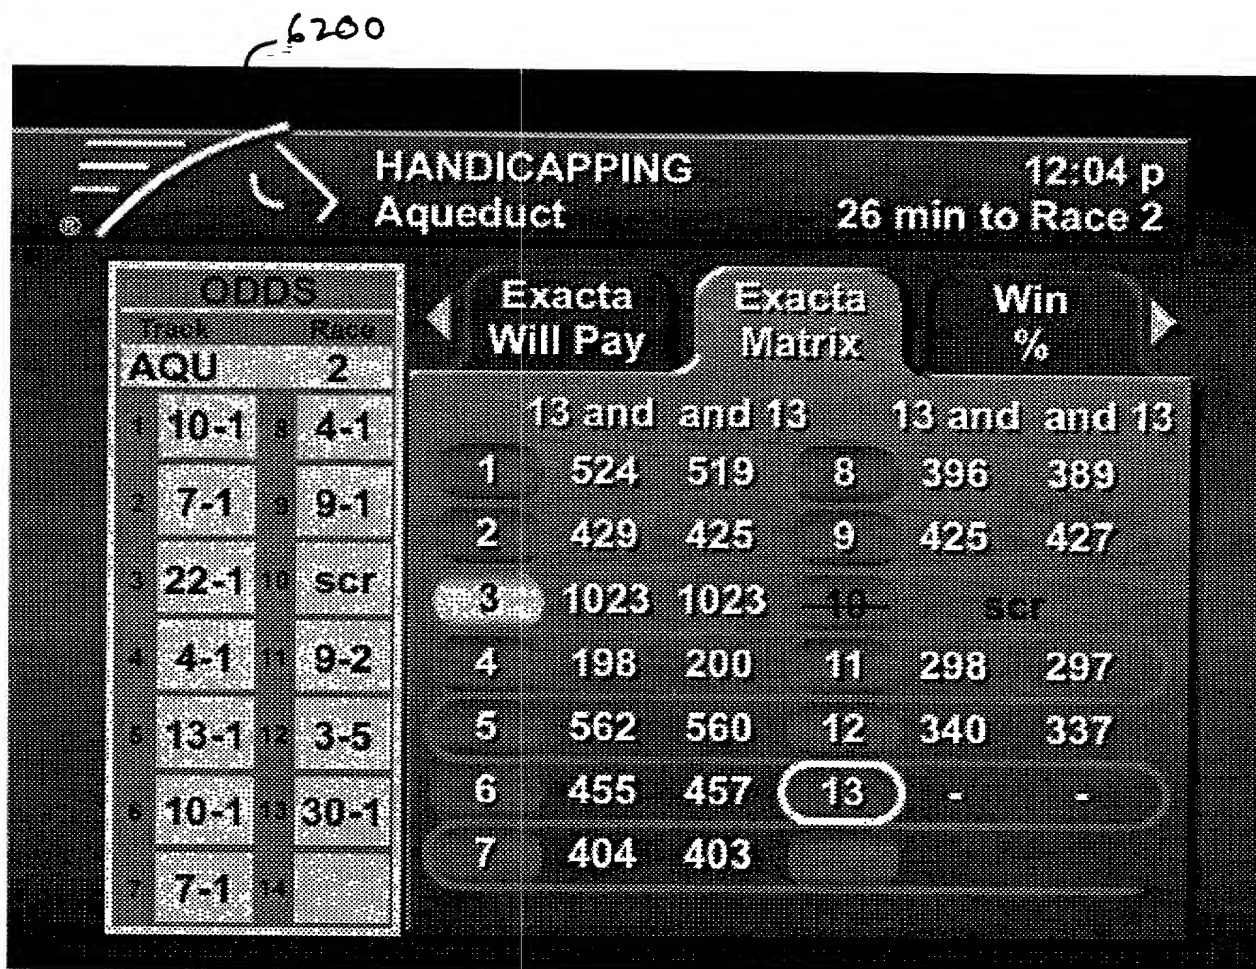 6200
HANDICAPPING
12:04 p
Aqueduct
26 min to Race 2
®
ODDS
Track Race
AQU 2
1 10-1 8 4-1
2 7-1 9 9-1
3 22-1 10 scr
4 4-1 11 9-2
5 13-1 12 3-5
6 10-1 13 30-1
7 7-1 14
Exacta
Will Pay
Exacta
Matrix
Win
%
13 and and 13 13 and and 13
1 524 519 8 396 389
2 429 425 9 425 427
3 1023 1023 10 scr
4 198 200 11 298 297
5 562 560 12 340 337
6 455 457 13 - -
7 404 403